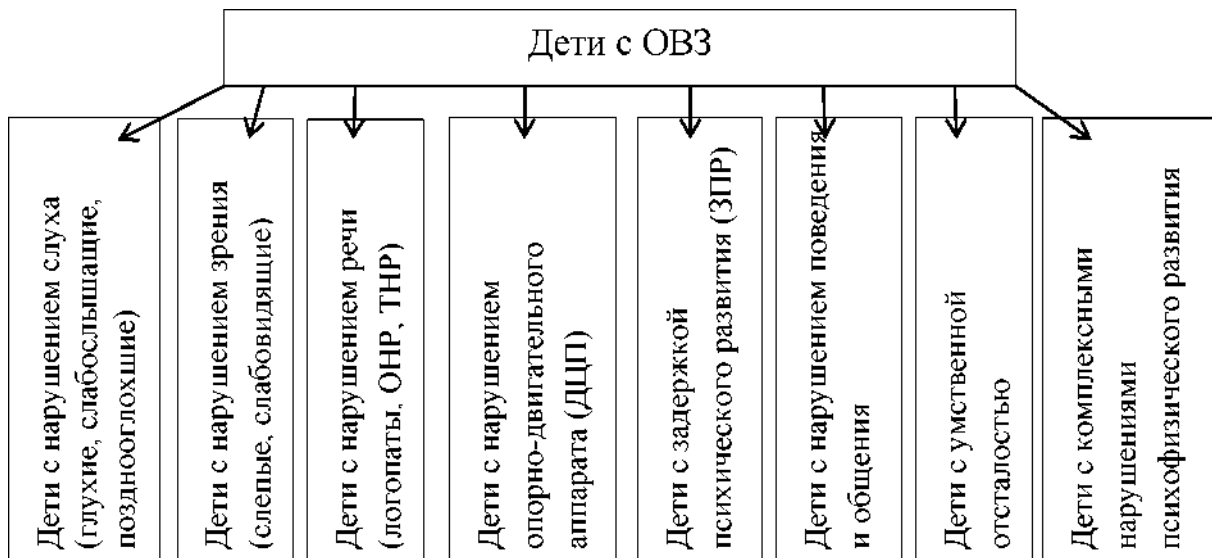 Дети с ОВЗ
Дети с нарушением слуха
(глухие, слабослышащие,
позднооглохшие)
Дети с нарушением зрения
(слепые, слабовидящие)
Дети с нарушением речи
(логопаты, ОНР, ТНР)
Дети с нарушением
опорно-двигательного
аппарата (ДЦП)
Дети с задержкой
психического развития (ЗПР)
Дети с нарушением поведения
и общения
Дети с умственной
отсталостью
Дети с комплексными
нарушениями
психофизического развития